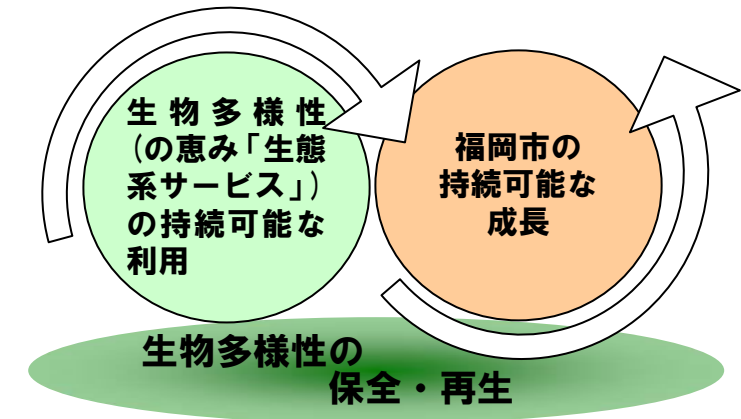 生物多様性
(の恵み「生態
系サービス」)
の持続可能な
利用
福岡市の
持続可能な
成長
生物多様性の
保全・再生